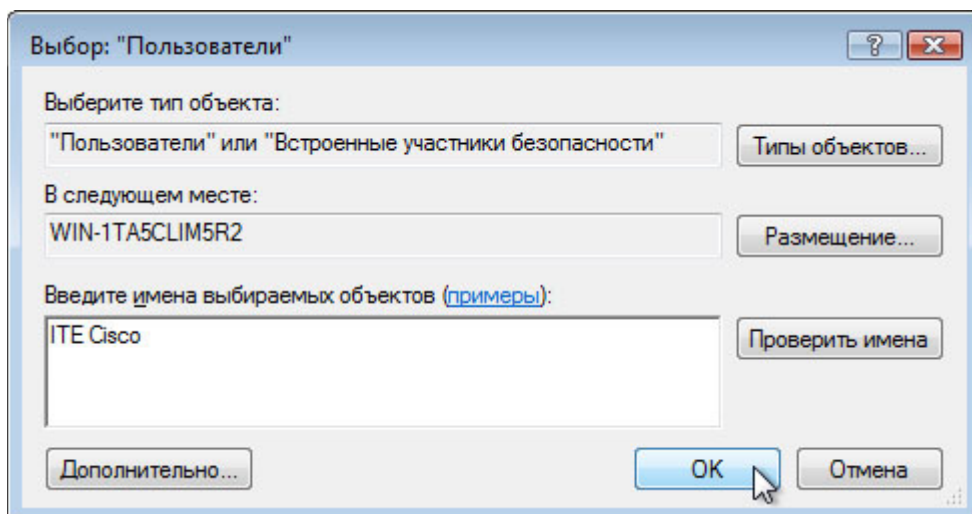 Выбор: "Пользователи"
Выберите тип объекта:
"Пользователи" или "Встроенные участники безопасности"
Типы объектов...
В следующем месте:
WIN-1TA5CLIM5R2
Размещение...
Введите имена выбираемых объектов (примеры):
ITE Cisco
Проверить имена
Дополнительно...
ОК
Отмена